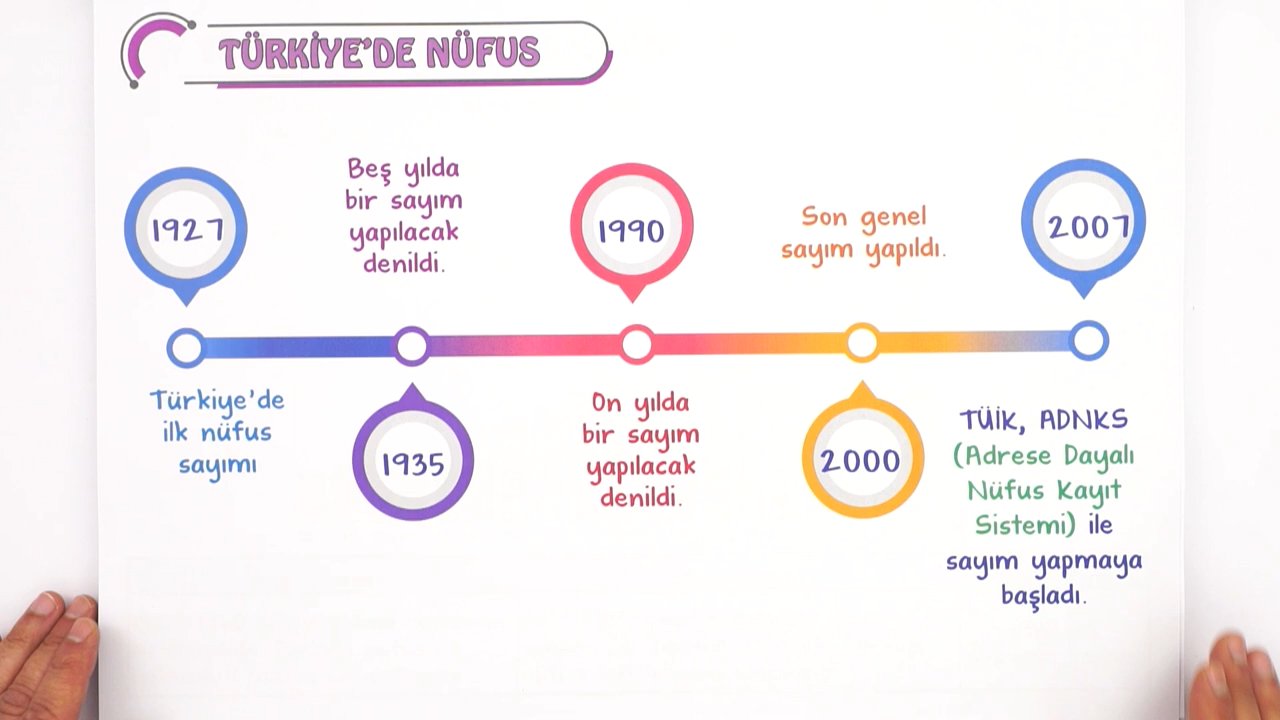 TÜRKİYE'DE NÜFUS
1927
Türkiye'de
ilk nüfus
sayımı
Beş yılda
bir sayım
yapılacak
denildi.
1935
1990
On yılda
bir sayım
yapılacak
denildi.
Son genel
sayım yapıldı.
2000
2007
TÜİK, ADNKS
(Adrese Dayalı
Nüfus Kayıt
Sistemi) ile
sayım yapmaya
başladı.